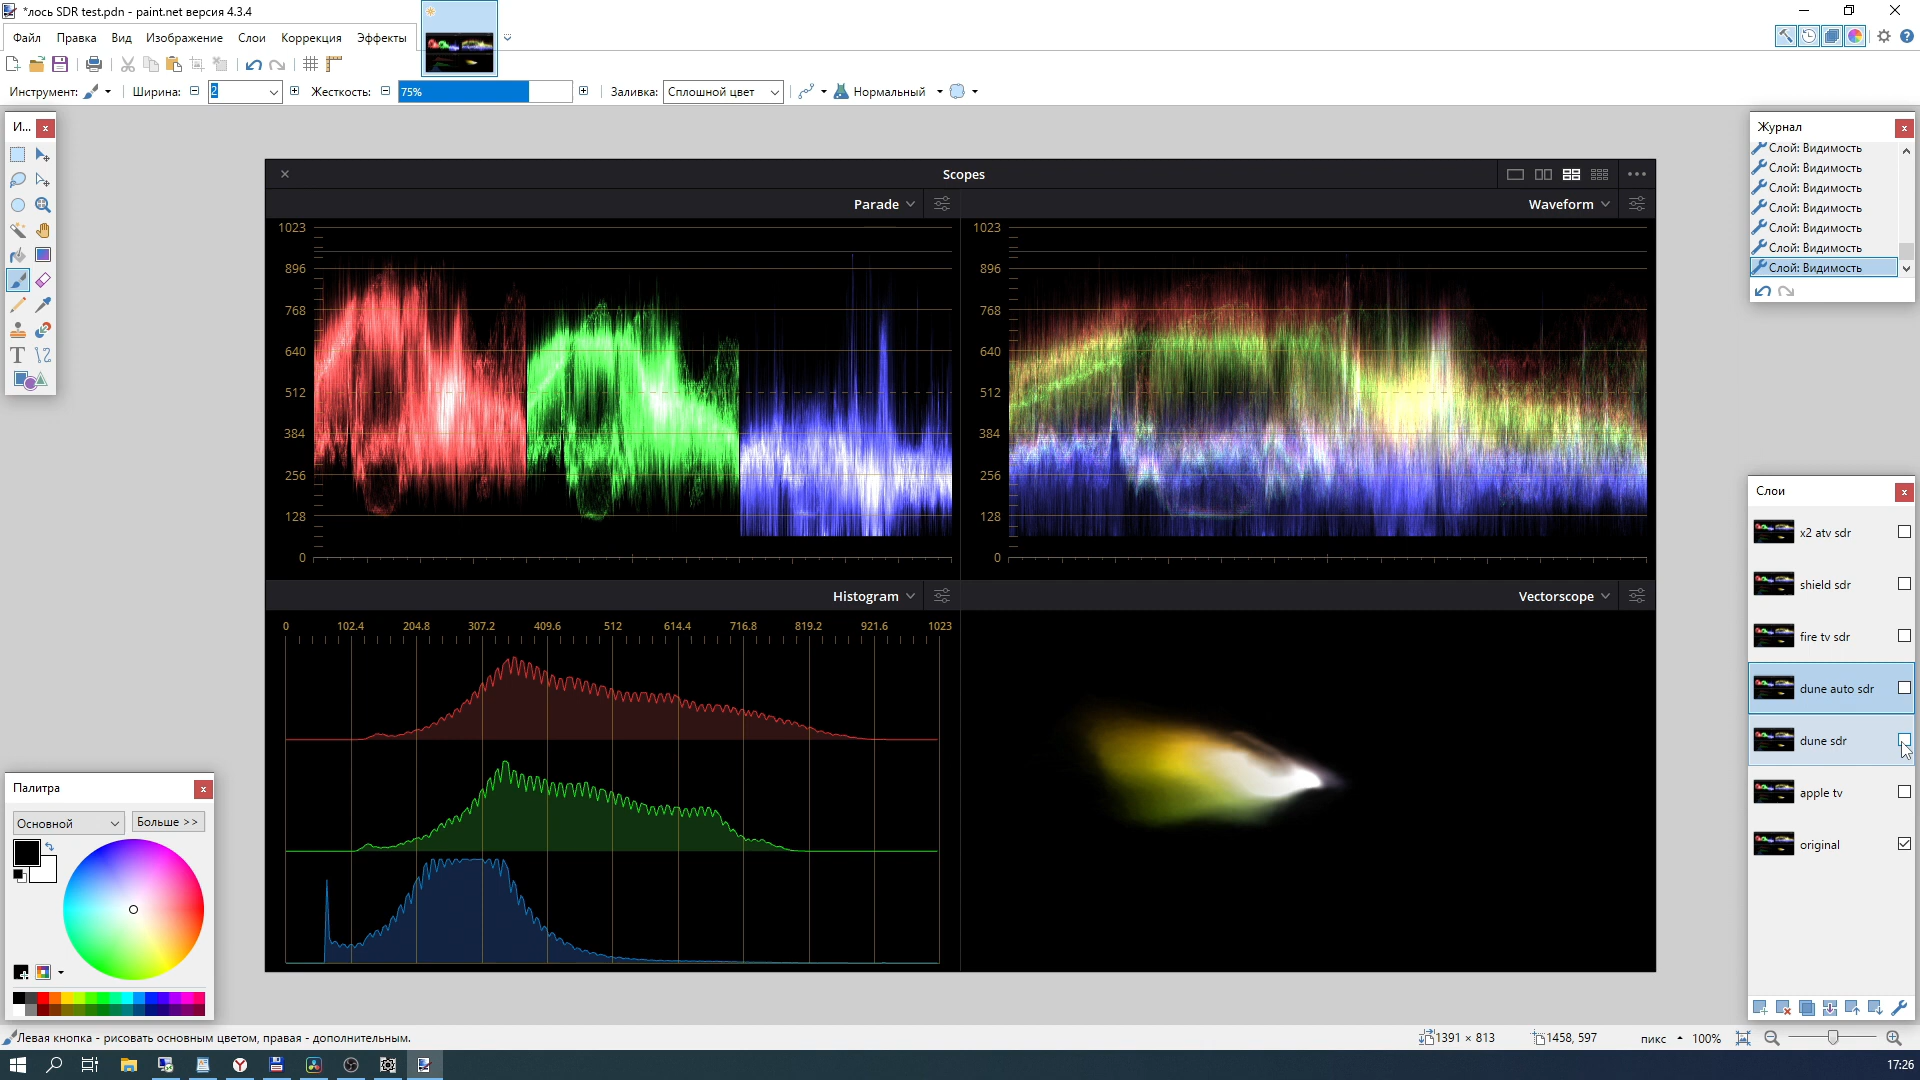 *лось SDR test.pdn - paint.net версия 4.3.4
Файл Правка Вид Изображение Слои Коррекция Эффекты
Инструмент: Ширина: 2 Жесткость: 75% Заливка: Сплошной цвет Нормальный
И...
Журнал
Слой: Видимость
Слой: Видимость
Слой: Видимость
Слой: Видимость
Слой: Видимость
Слой: Видимость
Слой: Видимость
Scopes
Parade
Waveform
1023
896
768
640
512
384
256
128
0
1023
896
768
640
512
384
256
128
0
Histogram
Vectorscope
0 102.4 204.8 307.2 409.6 512 614.4 716.8 819.2 921.6 1023
Слои
x2 atv sdr
shield sdr
fire tv sdr
dune auto sdr
dune sdr
apple tv
original
Палитра
Основной Больше >>
Левая кнопка - рисовать основным цветом, правая - дополнительным.
1391 × 813 1458, 597 пикс 100%
17:26